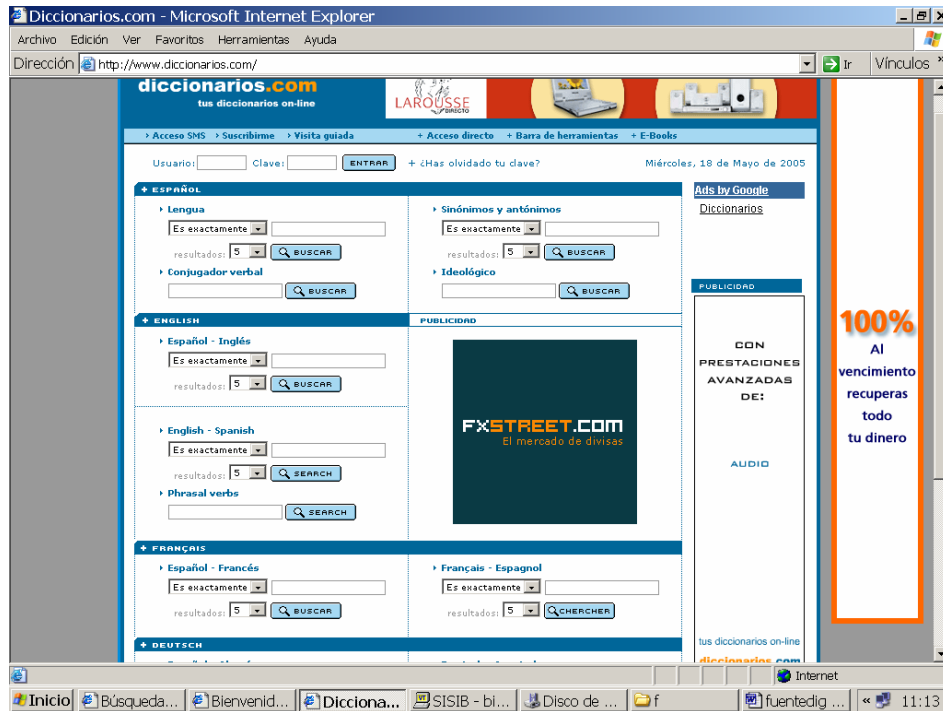 Diccionarios.com - Microsoft Internet Explorer
Archivo Edición Ver Favoritos Herramientas Ayuda
Dirección http://www.diccionarios.com/ Ir Vínculos »
diccionarios.com
tus diccionarios on-line
LAROUSSE
DIRECTO
› Acceso SMS › Suscribirme › Visita guiada + Acceso directo + Barra de herramientas + E-Books
Usuario: Clave: ENTRAR + ¿Has olvidado tu clave? Miércoles, 18 de Mayo de 2005
+ ESPAÑOL
› Lengua
Es exactamente
resultados: 5 BUSCAR
› Conjugador verbal
BUSCAR
› Sinónimos y antónimos
Es exactamente
resultados: 5 BUSCAR
› Ideológico
BUSCAR
+ ENGLISH
› Español - Inglés
Es exactamente
resultados: 5 BUSCAR
› English - Spanish
Es exactamente
resultados: 5 SEARCH
› Phrasal verbs
SEARCH
PUBLICIDAD
FXSTREET.COM
El mercado de divisas
+ FRANÇAIS
› Español - Francés
Es exactamente
resultados: 5 BUSCAR
› Français - Espagnol
Es exactamente
resultados: 5 CHERCHER
+ DEUTSCH
Ads by Google
Diccionarios
PUBLICIDAD
CON
PRESTACIONES
AVANZADAS
DE:
AUDIO
tus diccionarios on-line
diccionarios.com
100%
Al
vencimiento
recuperas
todo
tu dinero
Internet
Inicio Búsqueda... Bienvenid... Dicciona... SISIB - bi... Disco de ... f fuentedig ... « 11:13